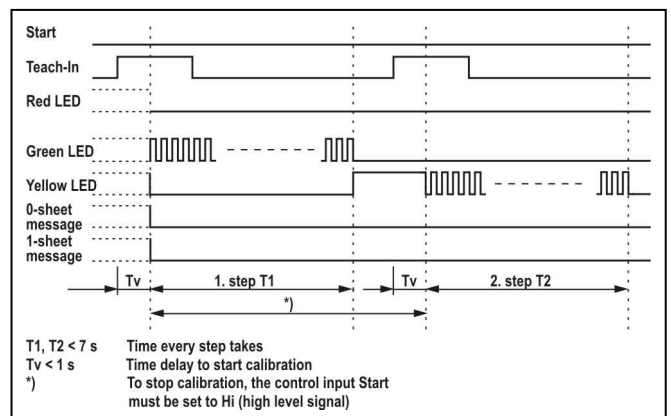 Start
Teach-In
Red LED
Green LED
Yellow LED
0-sheet
message
1-sheet
message
Tv 1. step T1 Tv 2. step T2
*)
T1, T2 < 7 s Time every step takes
Tv < 1 s Time delay to start calibration
*) To stop calibration, the control input Start
must be set to Hi (high level signal)